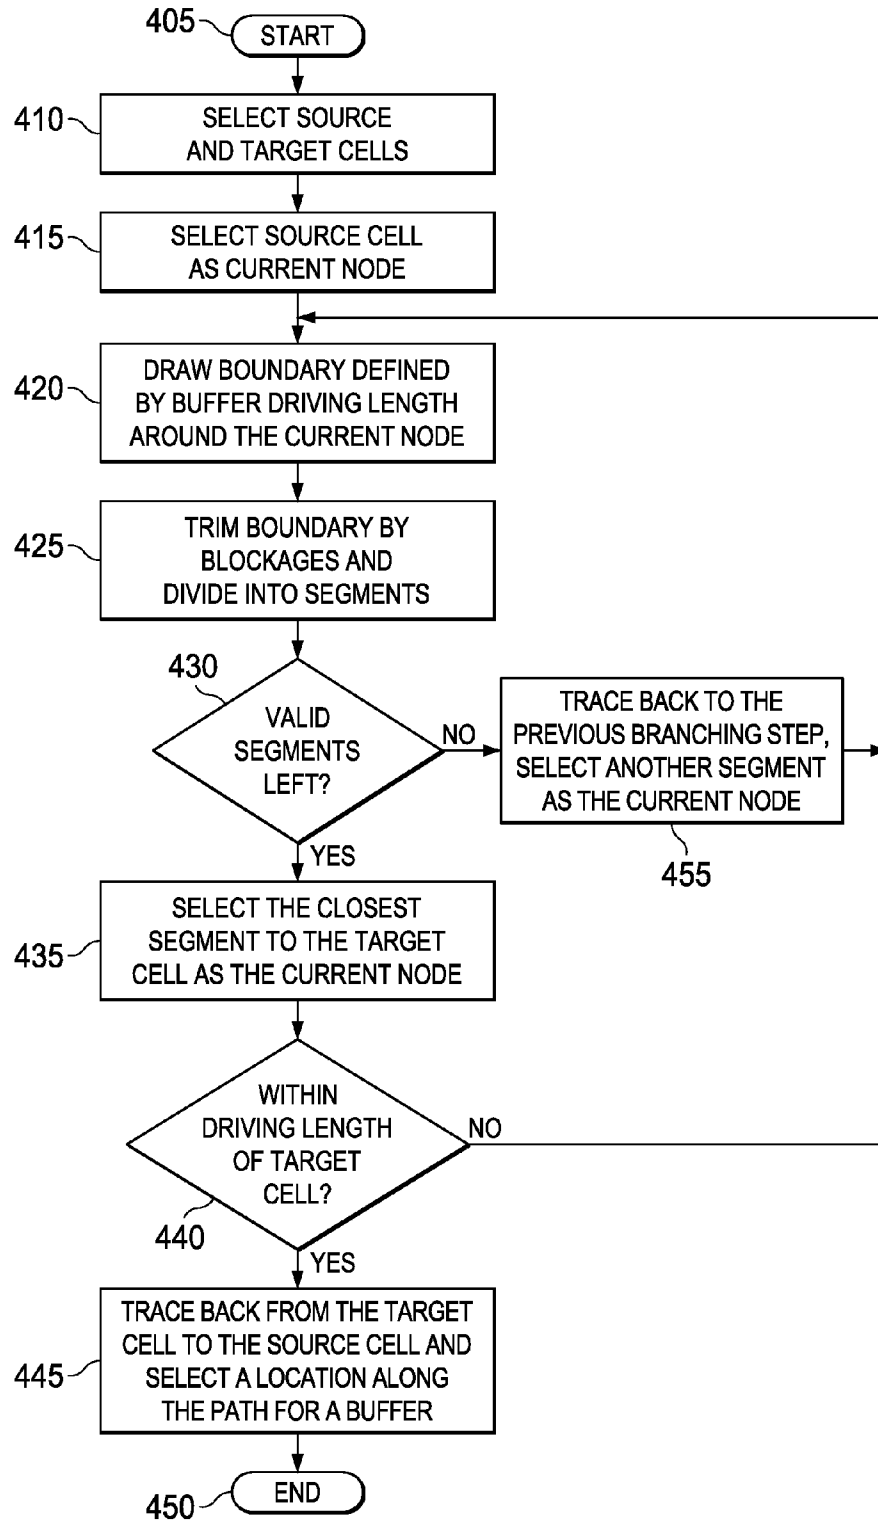 405
START
410
SELECT SOURCE
AND TARGET CELLS
415
SELECT SOURCE CELL
AS CURRENT NODE
420
DRAW BOUNDARY DEFINED
BY BUFFER DRIVING LENGTH
AROUND THE CURRENT NODE
425
TRIM BOUNDARY BY
BLOCKAGES AND
DIVIDE INTO SEGMENTS
430
VALID
SEGMENTS
LEFT?
NO
TRACE BACK TO THE
PREVIOUS BRANCHING STEP,
SELECT ANOTHER SEGMENT
AS THE CURRENT NODE
455
YES
435
SELECT THE CLOSEST
SEGMENT TO THE TARGET
CELL AS THE CURRENT NODE
WITHIN
DRIVING LENGTH
OF TARGET
CELL?
NO
440
YES
445
TRACE BACK FROM THE TARGET
CELL TO THE SOURCE CELL AND
SELECT A LOCATION ALONG
THE PATH FOR A BUFFER
450
END